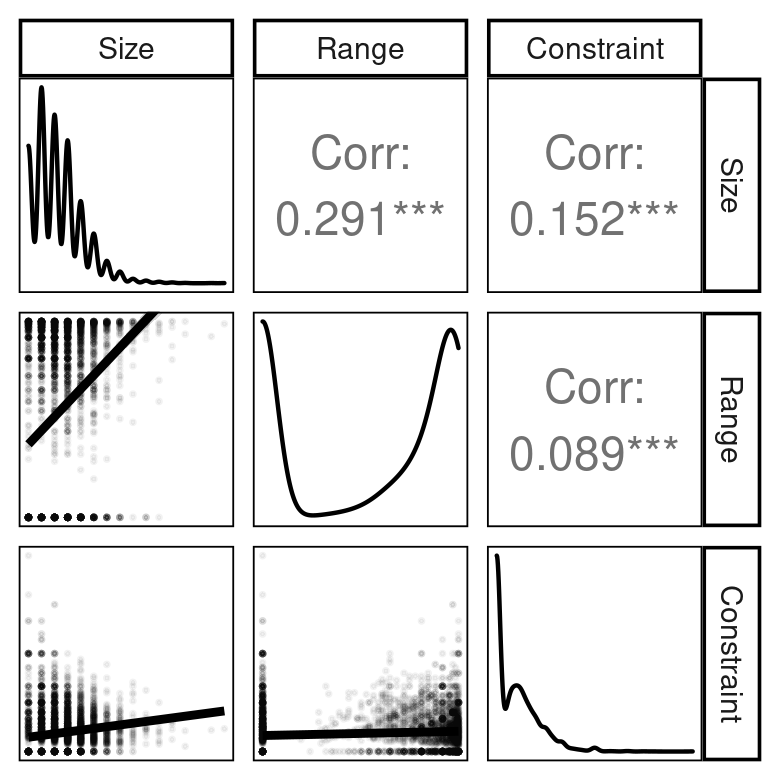 Size
Range
Constraint
Corr:
0.291***
Corr:
0.152***
Size
Corr:
0.089***
Range
Constraint